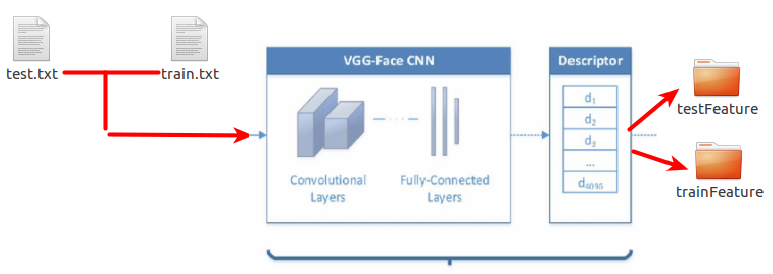 test.txt
train.txt
VGG-Face CNN
Convolutional
Layers
Fully-Connected
Layers
Descriptor
d1
d2
d3
...
d4096
testFeature
trainFeature